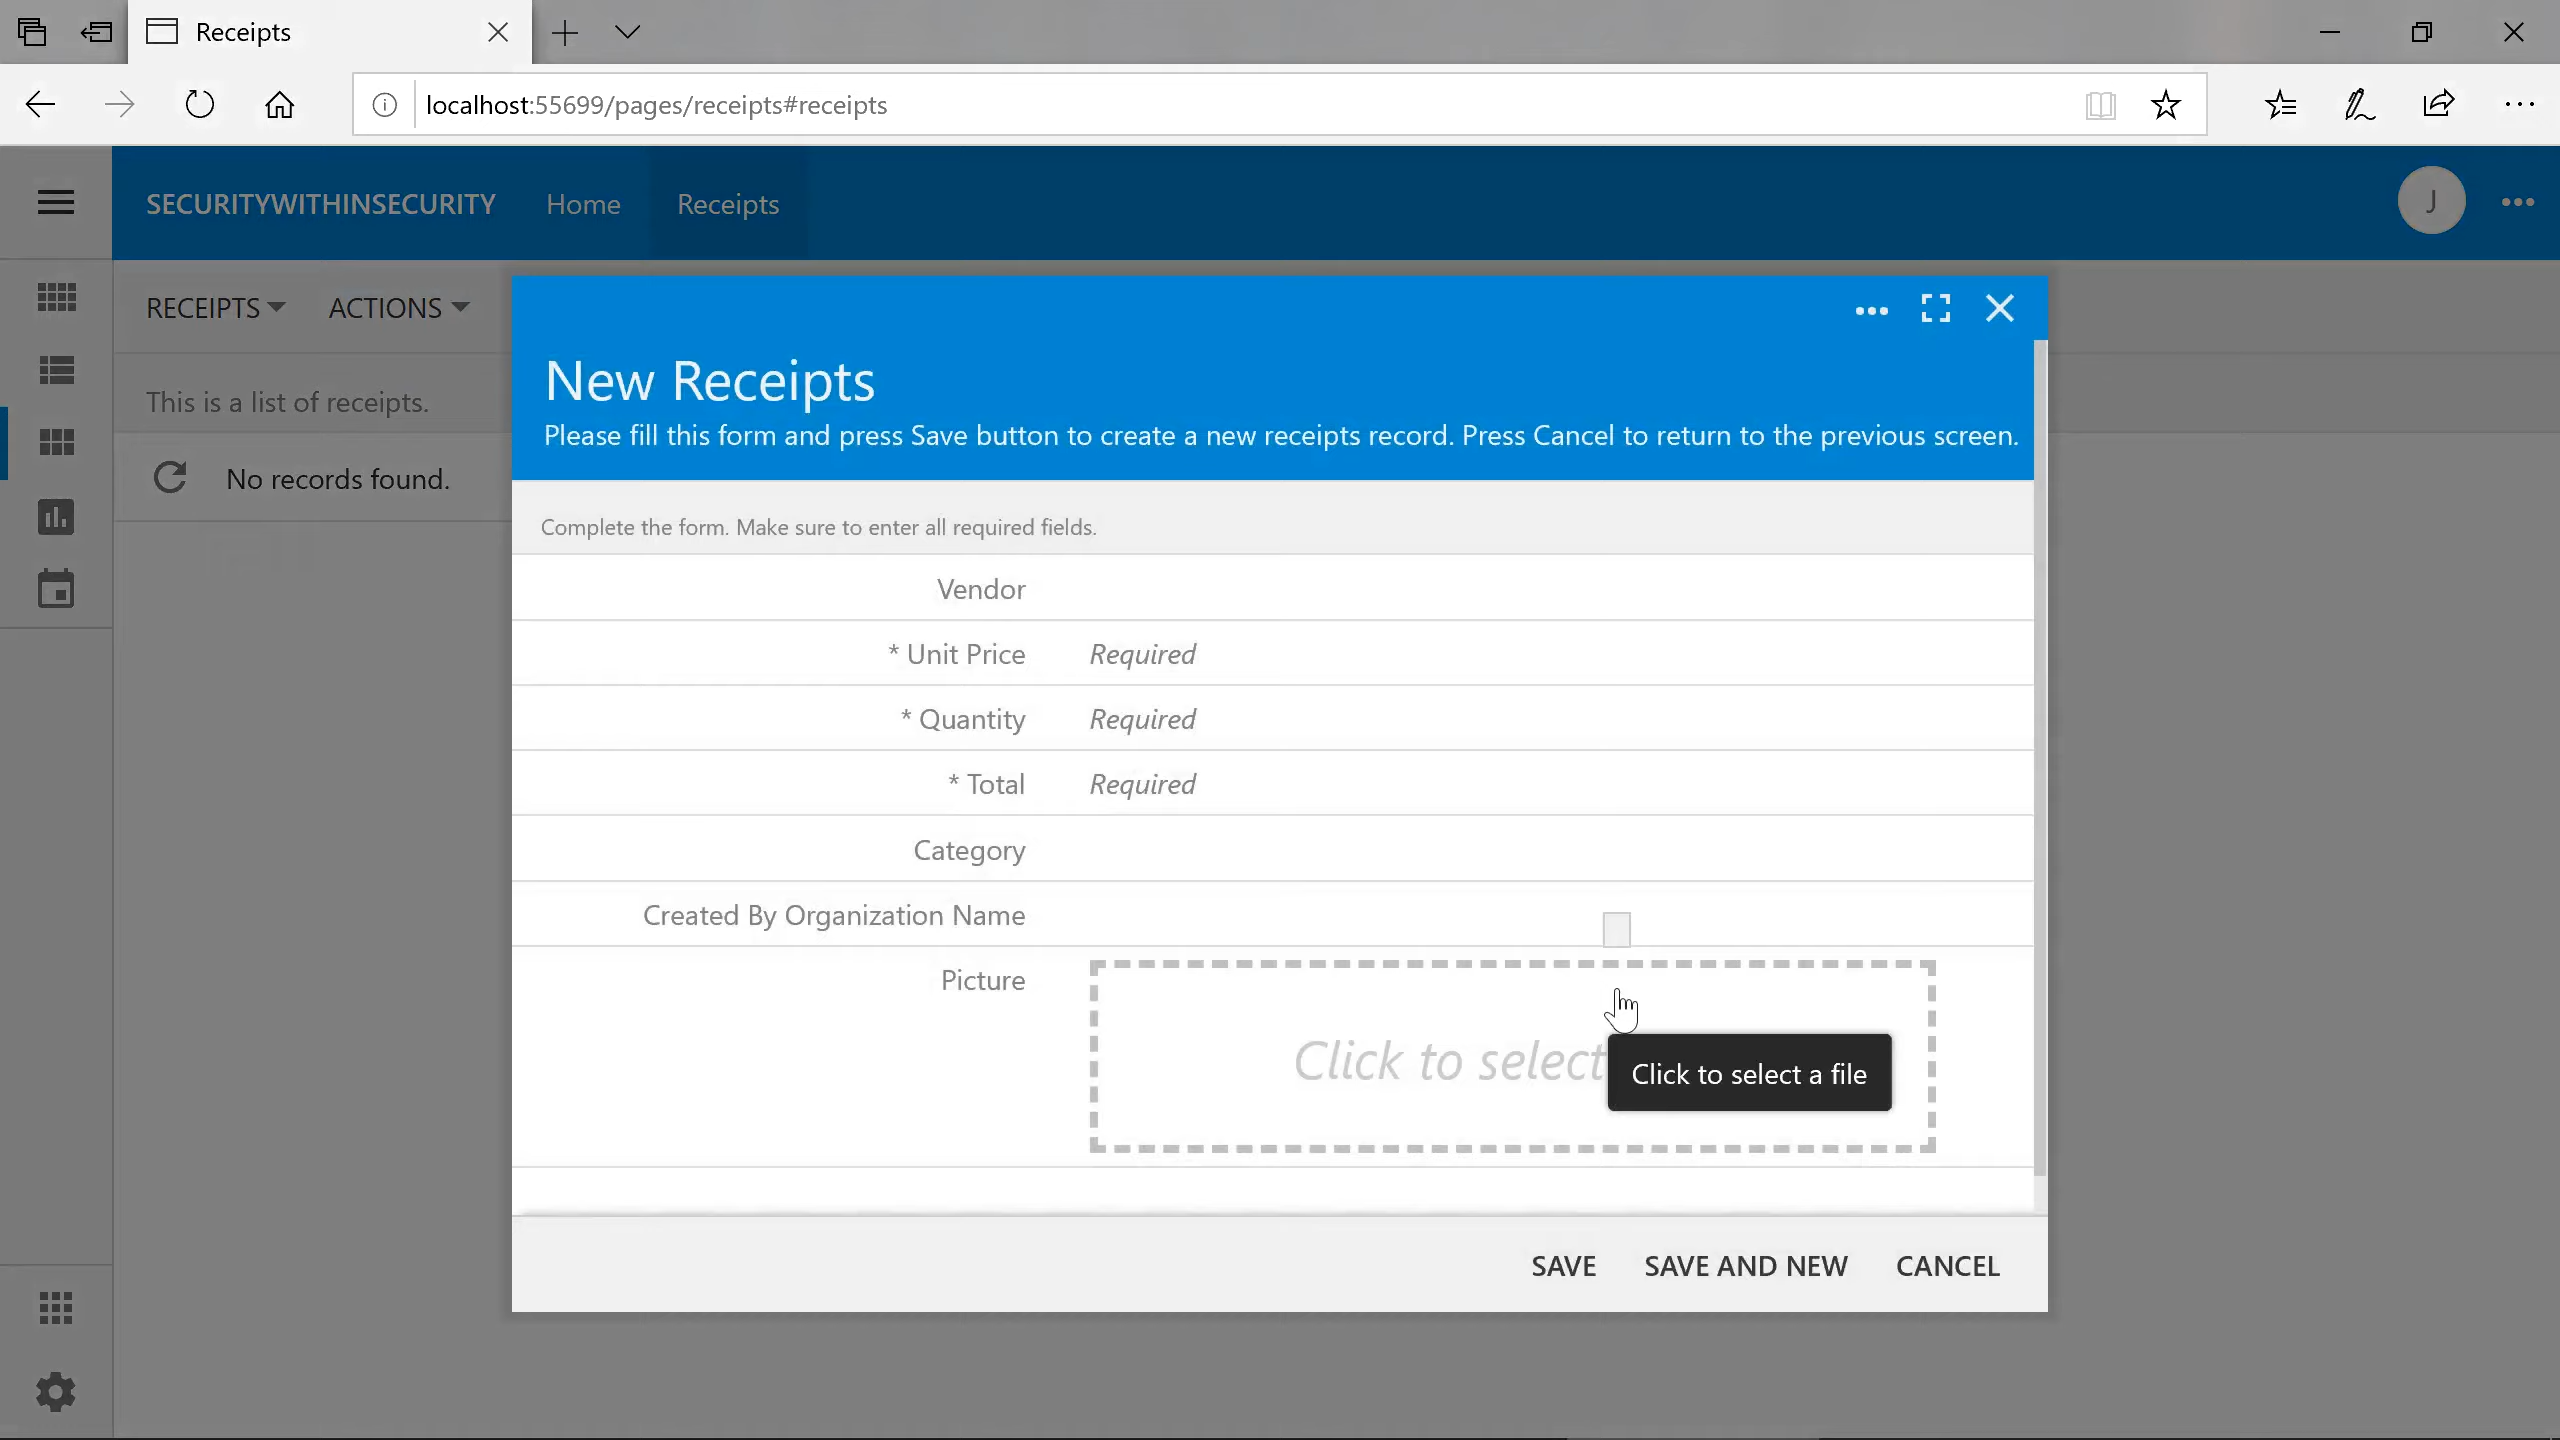 Receipts
localhost:55699/pages/receipts#receipts
SECURITYWITHINSECURITY Home Receipts J
RECEIPTS ACTIONS
This is a list of receipts.
No records found.
New Receipts
Please fill this form and press Save button to create a new receipts record. Press Cancel to return to the previous screen.
Complete the form. Make sure to enter all required fields.
Vendor
* Unit Price Required
* Quantity Required
* Total Required
Category
Created By Organization Name
Picture
Click to select
Click to select a file
SAVE SAVE AND NEW CANCEL